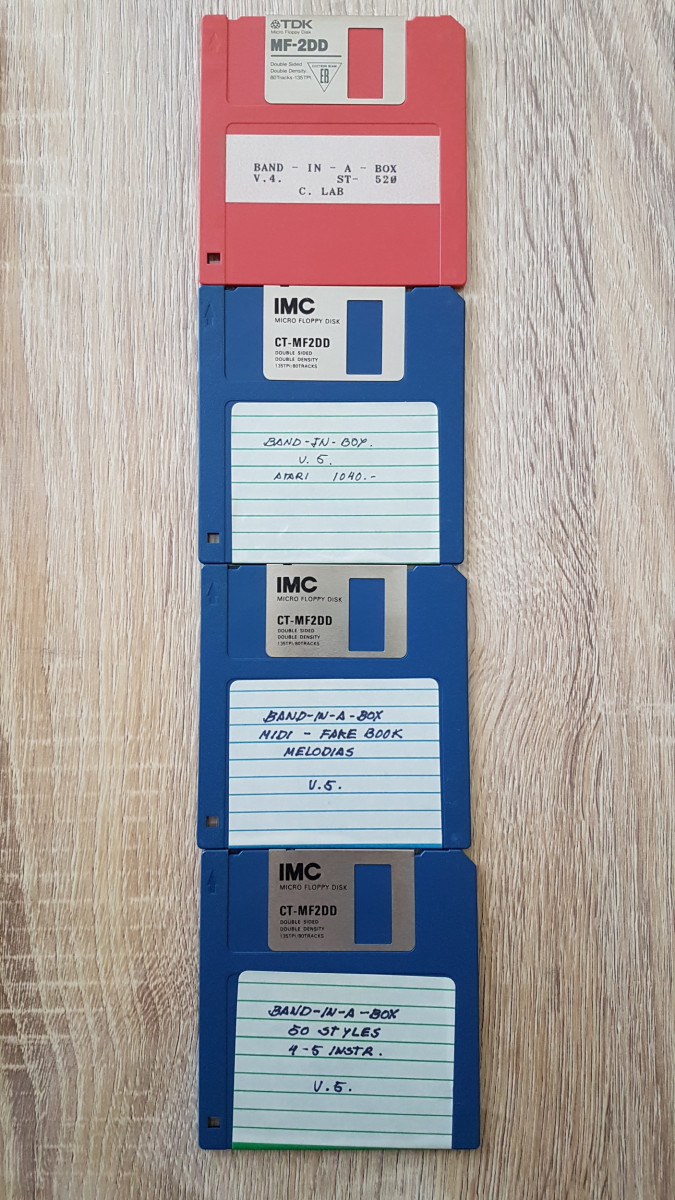 TDK
Micro Floppy Disk
MF-2DD
Double Sided
Double Density
80Tracks·135TPI
EB
BAND - IN - A - BOX
V.4. ST- 520
C. LAB
IMC
MICRO FLOPPY DISK
CT-MF2DD
DOUBLE SIDED
DOUBLE DENSITY
135TPI/80TRACKS
BAND-IN-BOX.
V. 5.
ATARI 1040.-
IMC
MICRO FLOPPY DISK
CT-MF2DD
DOUBLE SIDED
DOUBLE DENSITY
135TPI/80TRACKS
BAND-IN-A-BOX
MIDI - FAKE BOOK
MELODIAS
V.5.
IMC
MICRO FLOPPY DISK
CT-MF2DD
DOUBLE SIDED
DOUBLE DENSITY
135TPI/80TRACKS
BAND-IN-A-BOX
50 STYLES
4-5 INSTR.
V.5.